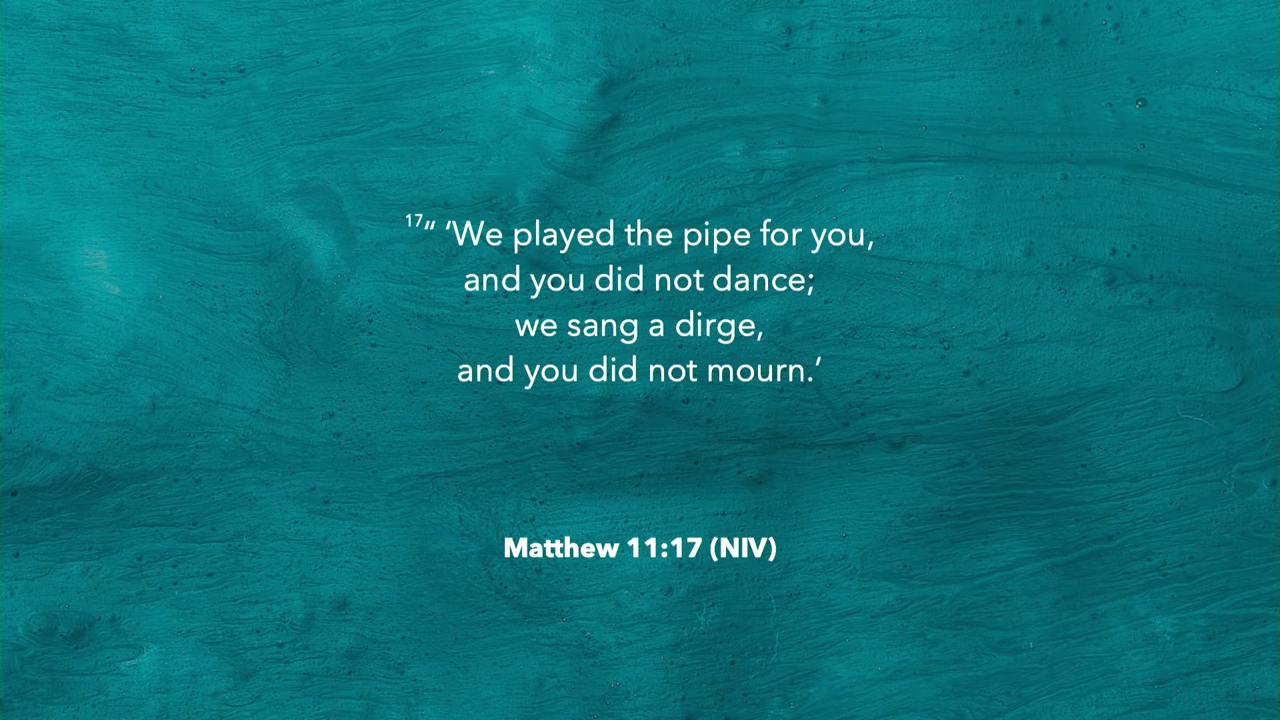 17“ ‘We played the pipe for you,
and you did not dance;
we sang a dirge,
and you did not mourn.’
Matthew 11:17 (NIV)